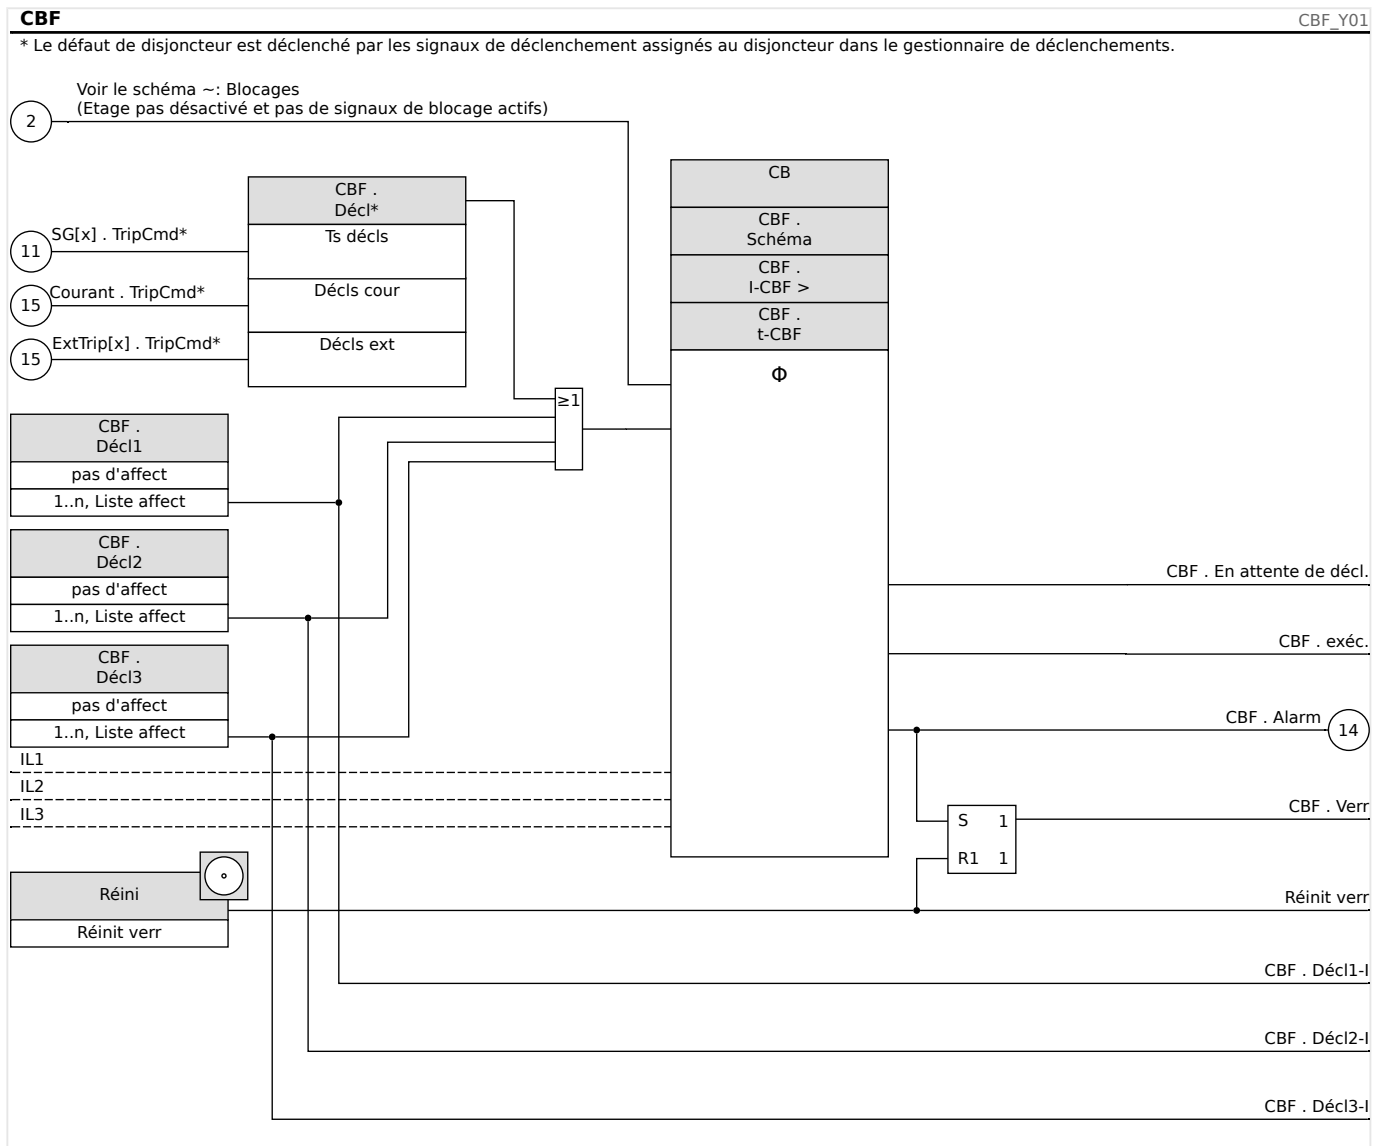 CBF
CBF_Y01
* Le défaut de disjoncteur est déclenché par les signaux de déclenchement assignés au disjoncteur dans le gestionnaire de déclenchements.
Voir le schéma ~: Blocages
(Etage pas désactivé et pas de signaux de blocage actifs)
2
CBF .
Décl*
Ts décls
Décls cour
Décls ext
11
SG[x] . TripCmd*
15
Courant . TripCmd*
15
ExtTrip[x] . TripCmd*
CB
CBF .
Schéma
CBF .
I-CBF >
CBF .
t-CBF
Φ
≥1
CBF .
Décl1
pas d'affect
1..n, Liste affect
CBF .
Décl2
pas d'affect
1..n, Liste affect
CBF .
Décl3
pas d'affect
1..n, Liste affect
IL1
IL2
IL3
CBF . En attente de décl.
CBF . exéc.
CBF . Alarm
14
S 1
R1 1
CBF . Verr
Réini
Réinit verr
Réinit verr
CBF . Décl1-I
CBF . Décl2-I
CBF . Décl3-I